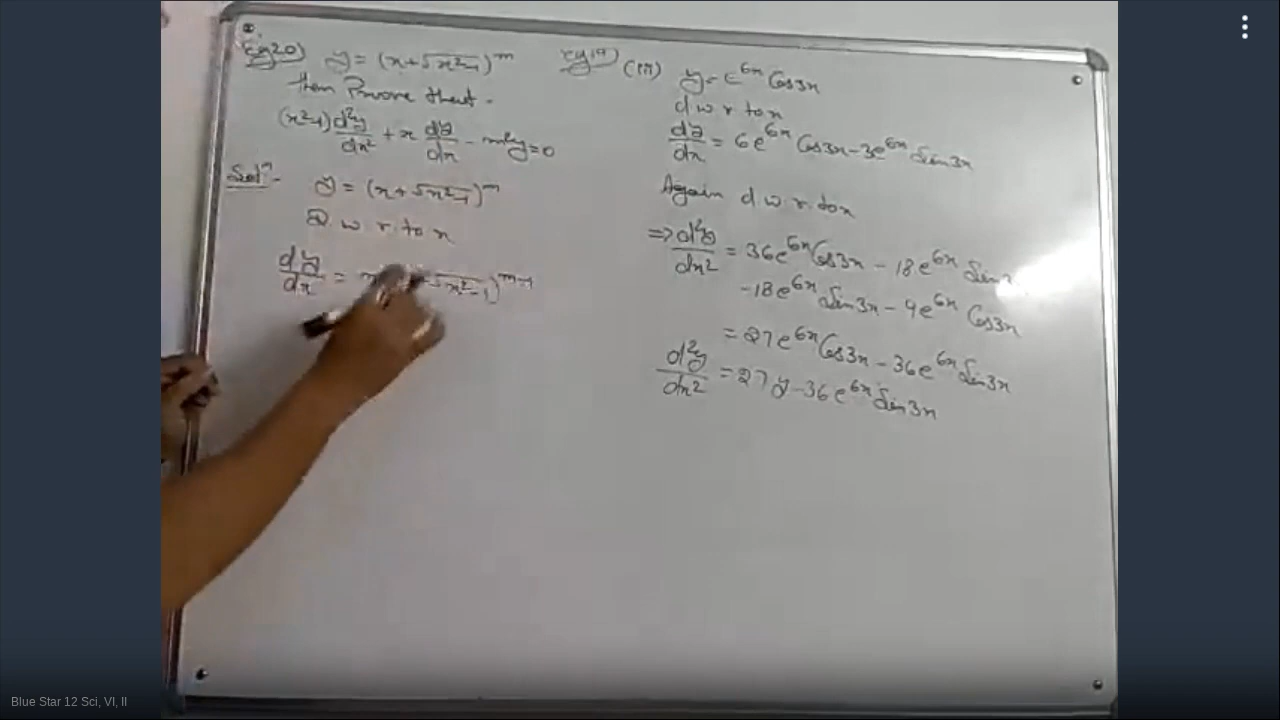 Eg 20) y = (x+√x²-1)^m
then Prove that -
(x²-1) d²y/dx² + x dy/dx - m²y = 0
Solⁿ - y = (x+√x²-1)^m
D. w r. to x
dy/dx = √x²-1)^m-1
Eg 19) (iii) y = e^6x Cos3x
d w r to x
dy/dx = 6e^6x Cos3x - 3e^6x Sin3x
Again d. w. r. to x
=> d²y/dx² = 36e^6x Cos3x - 18e^6x Sin3x
-18e^6x Sin3x - 9e^6x Cos3x
= 27e^6x Cos3x - 36e^6x Sin3x
d²y/dx² = 27y - 36e^6x Sin3x
Blue Star 12 Sci, VI, II